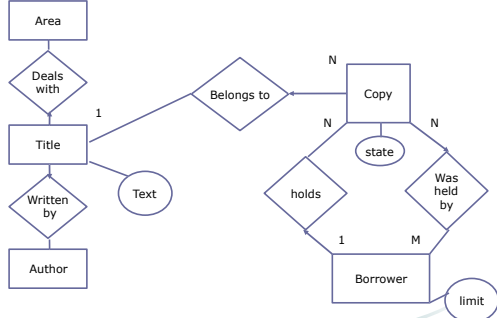 Area
Deals
with
1
Title
Text
Written
by
Author
Belongs to
N
Copy
N
N
state
holds
Was
held
by
1
M
Borrower
limit